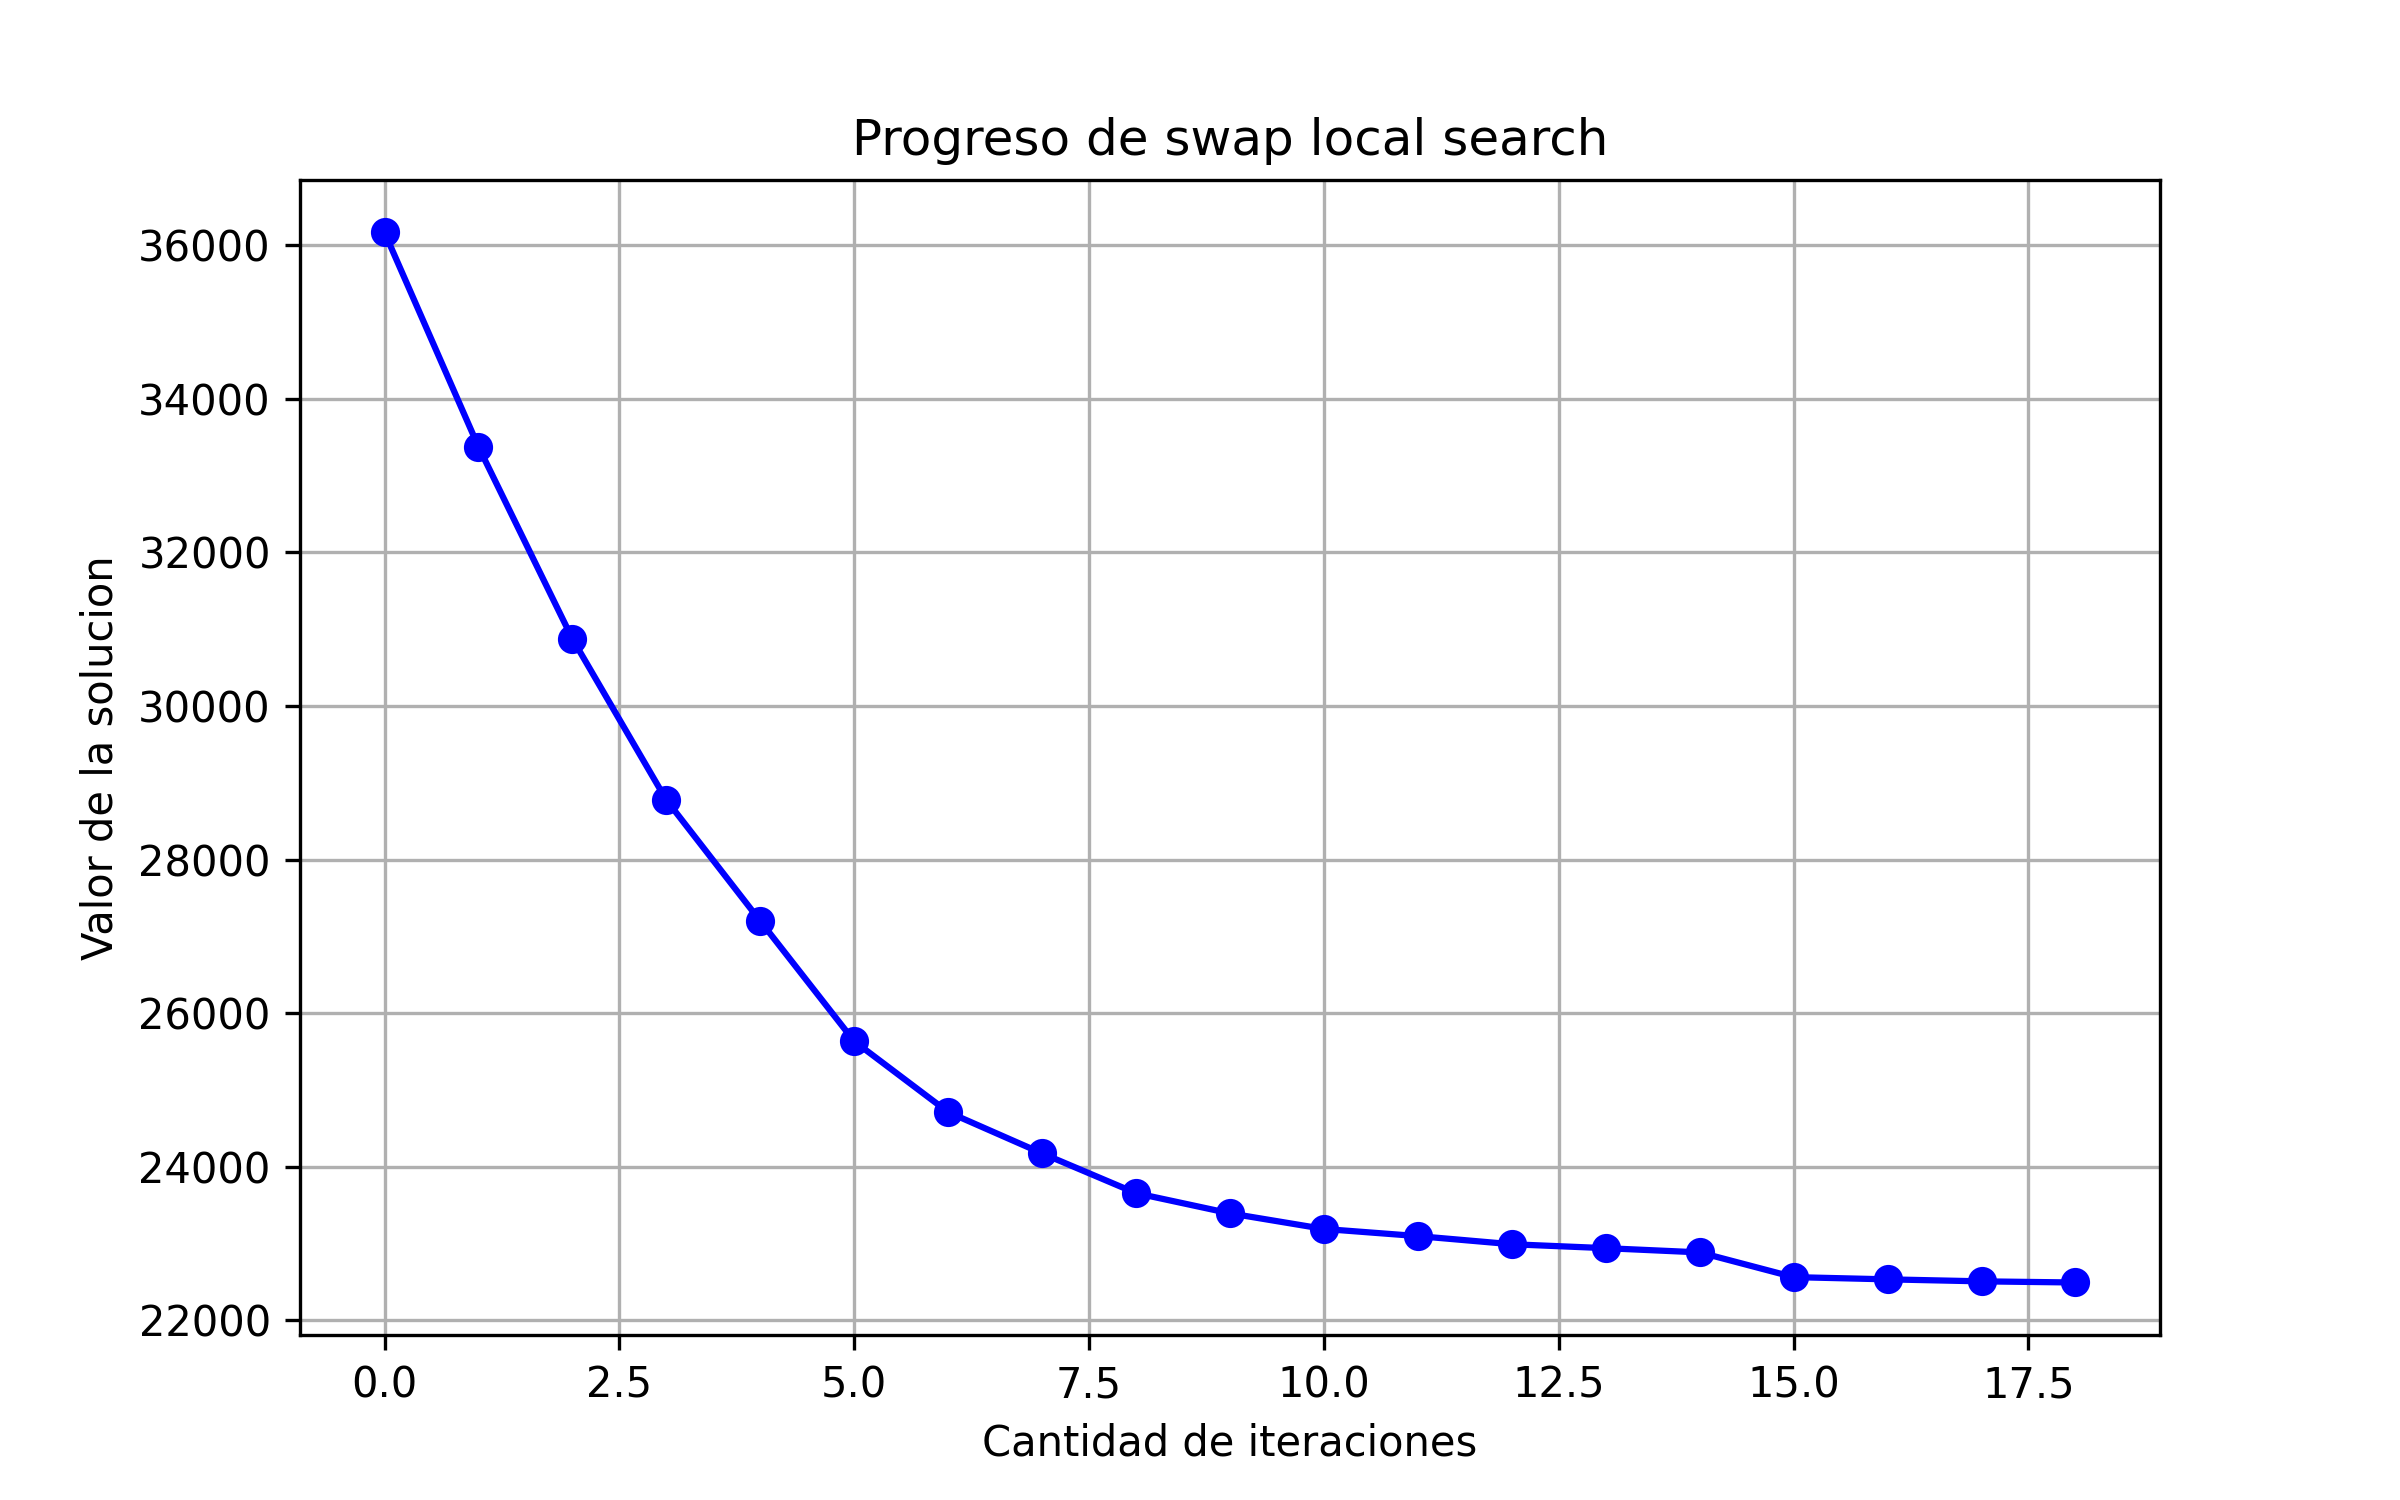 Progreso de swap local search
Valor de la solucion
36000
34000
32000
30000
28000
26000
24000
22000
0.0 2.5 5.0 7.5 10.0 12.5 15.0 17.5
Cantidad de iteraciones